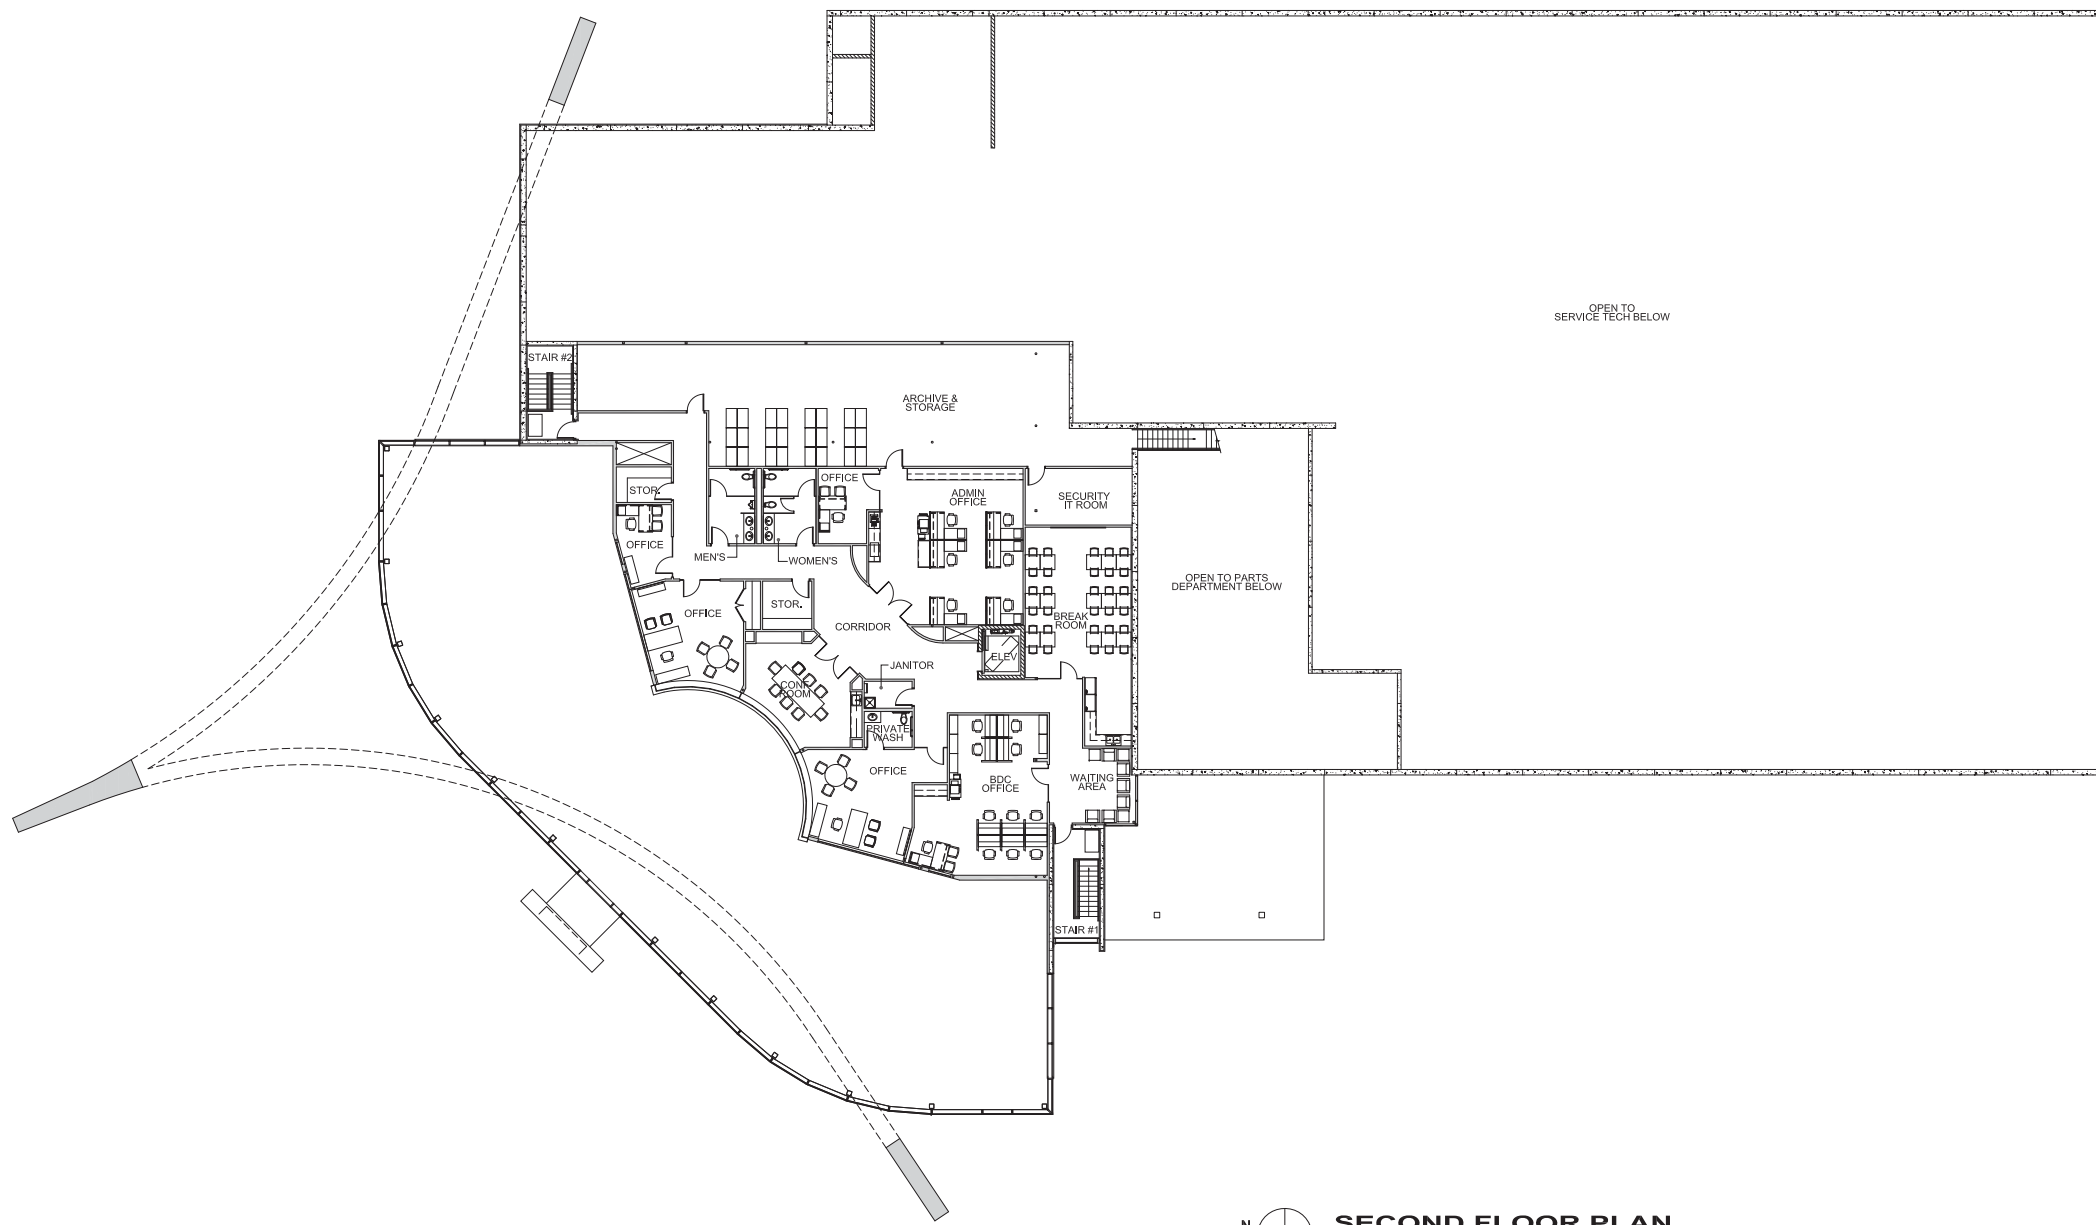 OPEN TO
SERVICE TECH BELOW
STAIR #2
ARCHIVE &
STORAGE
OFFICE
STOR.
ADMIN
OFFICE
SECURITY
IT ROOM
OFFICE
MEN'S
WOMEN'S
OPEN TO PARTS
DEPARTMENT BELOW
OFFICE
STOR.
CORRIDOR
BREAK
ROOM
ELEV
JANITOR
CONF.
ROOM
PRIVATE
WASH
OFFICE
BDC
OFFICE
WAITING
AREA
STAIR #1
N
SECOND FLOOR PLAN